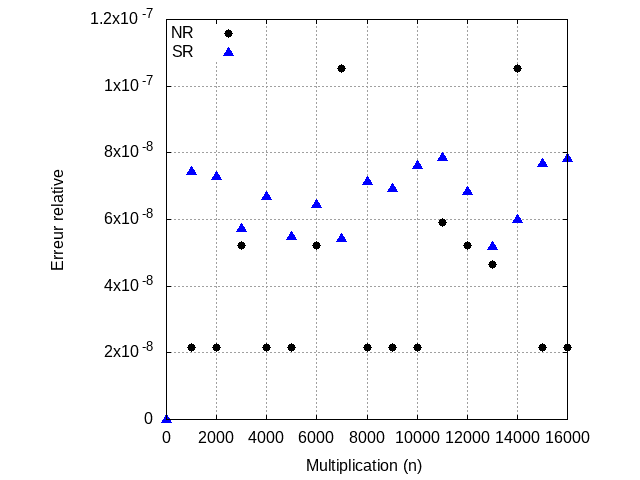 1.2x10⁻⁷
NR
SR
1x10⁻⁷
8x10⁻⁸
6x10⁻⁸
4x10⁻⁸
2x10⁻⁸
0
Erreur relative
0 2000 4000 6000 8000 10000 12000 14000 16000
Multiplication (n)